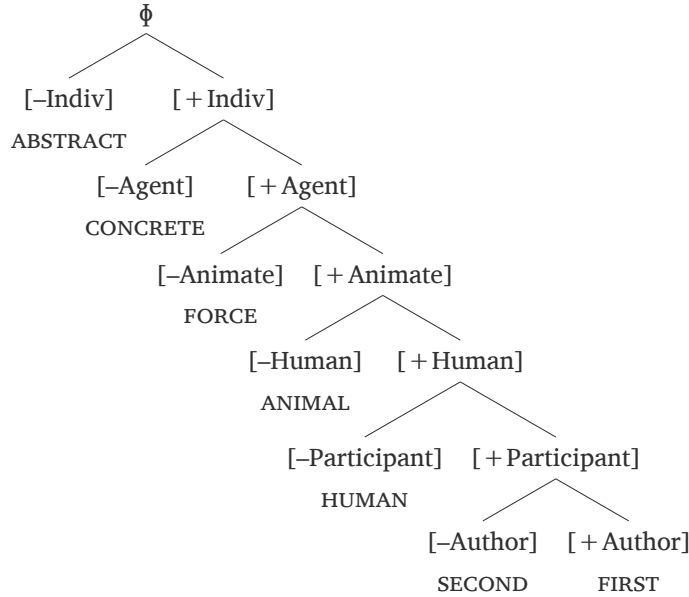 ɸ
[–Indiv] [+Indiv]
ABSTRACT
[–Agent] [+Agent]
CONCRETE
[–Animate] [+Animate]
FORCE
[–Human] [+Human]
ANIMAL
[–Participant] [+Participant]
HUMAN
[–Author] [+Author]
SECOND FIRST